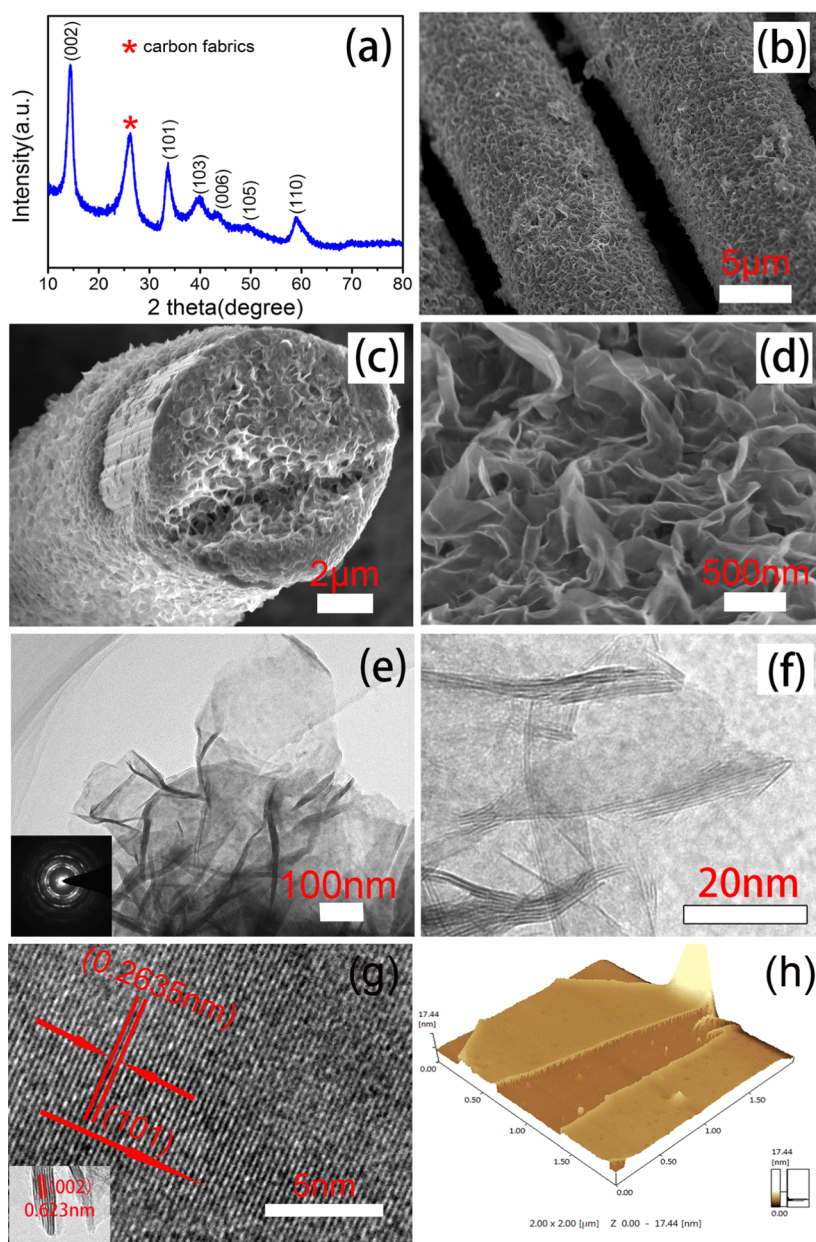 (a)
* carbon fabrics
(002)
*
(101)
(103)
(006)
(105)
(110)
Intensity(a.u.)
10 20 30 40 50 60 70 80
2 theta(degree)
(b)
5μm
(c)
2μm
(d)
500nm
(e)
100nm
(f)
20nm
(g)
(0.2635nm)
(101)
5nm
(002)
0.623nm
(h)
17.44
[nm]
0.00
0.50
1.00
1.50
0.00
0.50
1.00
1.50
17.44
[nm]
0.00
2.00 x 2.00 [μm] Z 0.00 - 17.44 [nm]